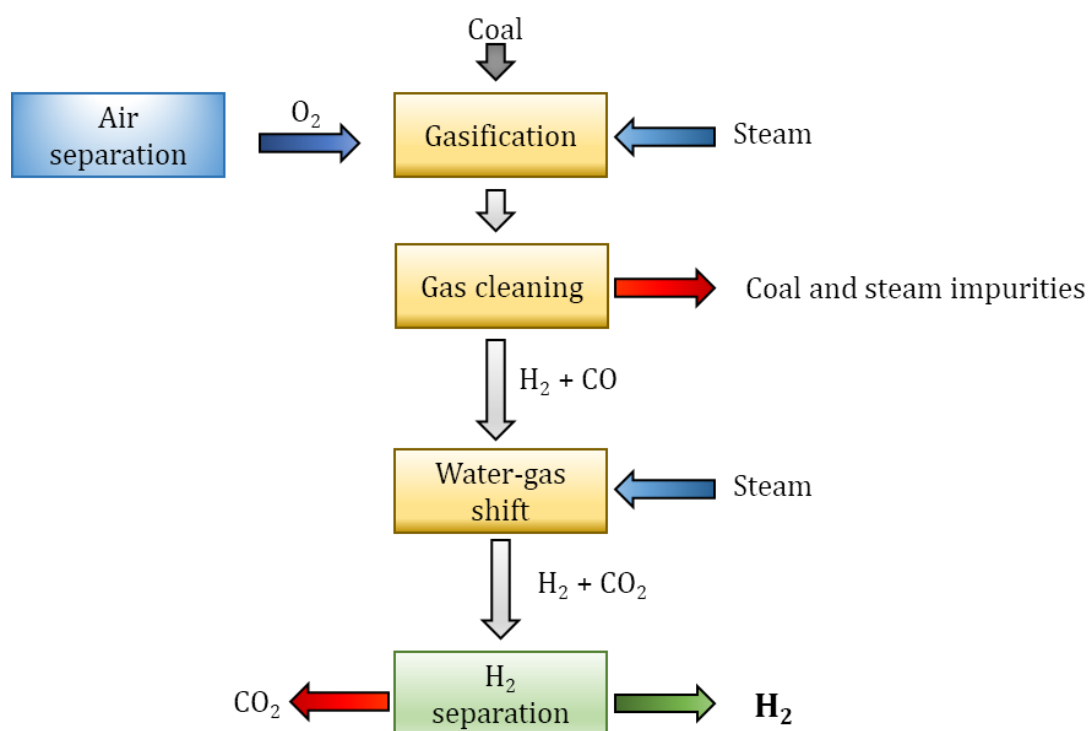 Coal
Air
separation
O₂
Gasification
Steam
Gas cleaning
Coal and steam impurities
H₂ + CO
Water-gas
shift
Steam
H₂ + CO₂
CO₂
H₂
separation
H₂